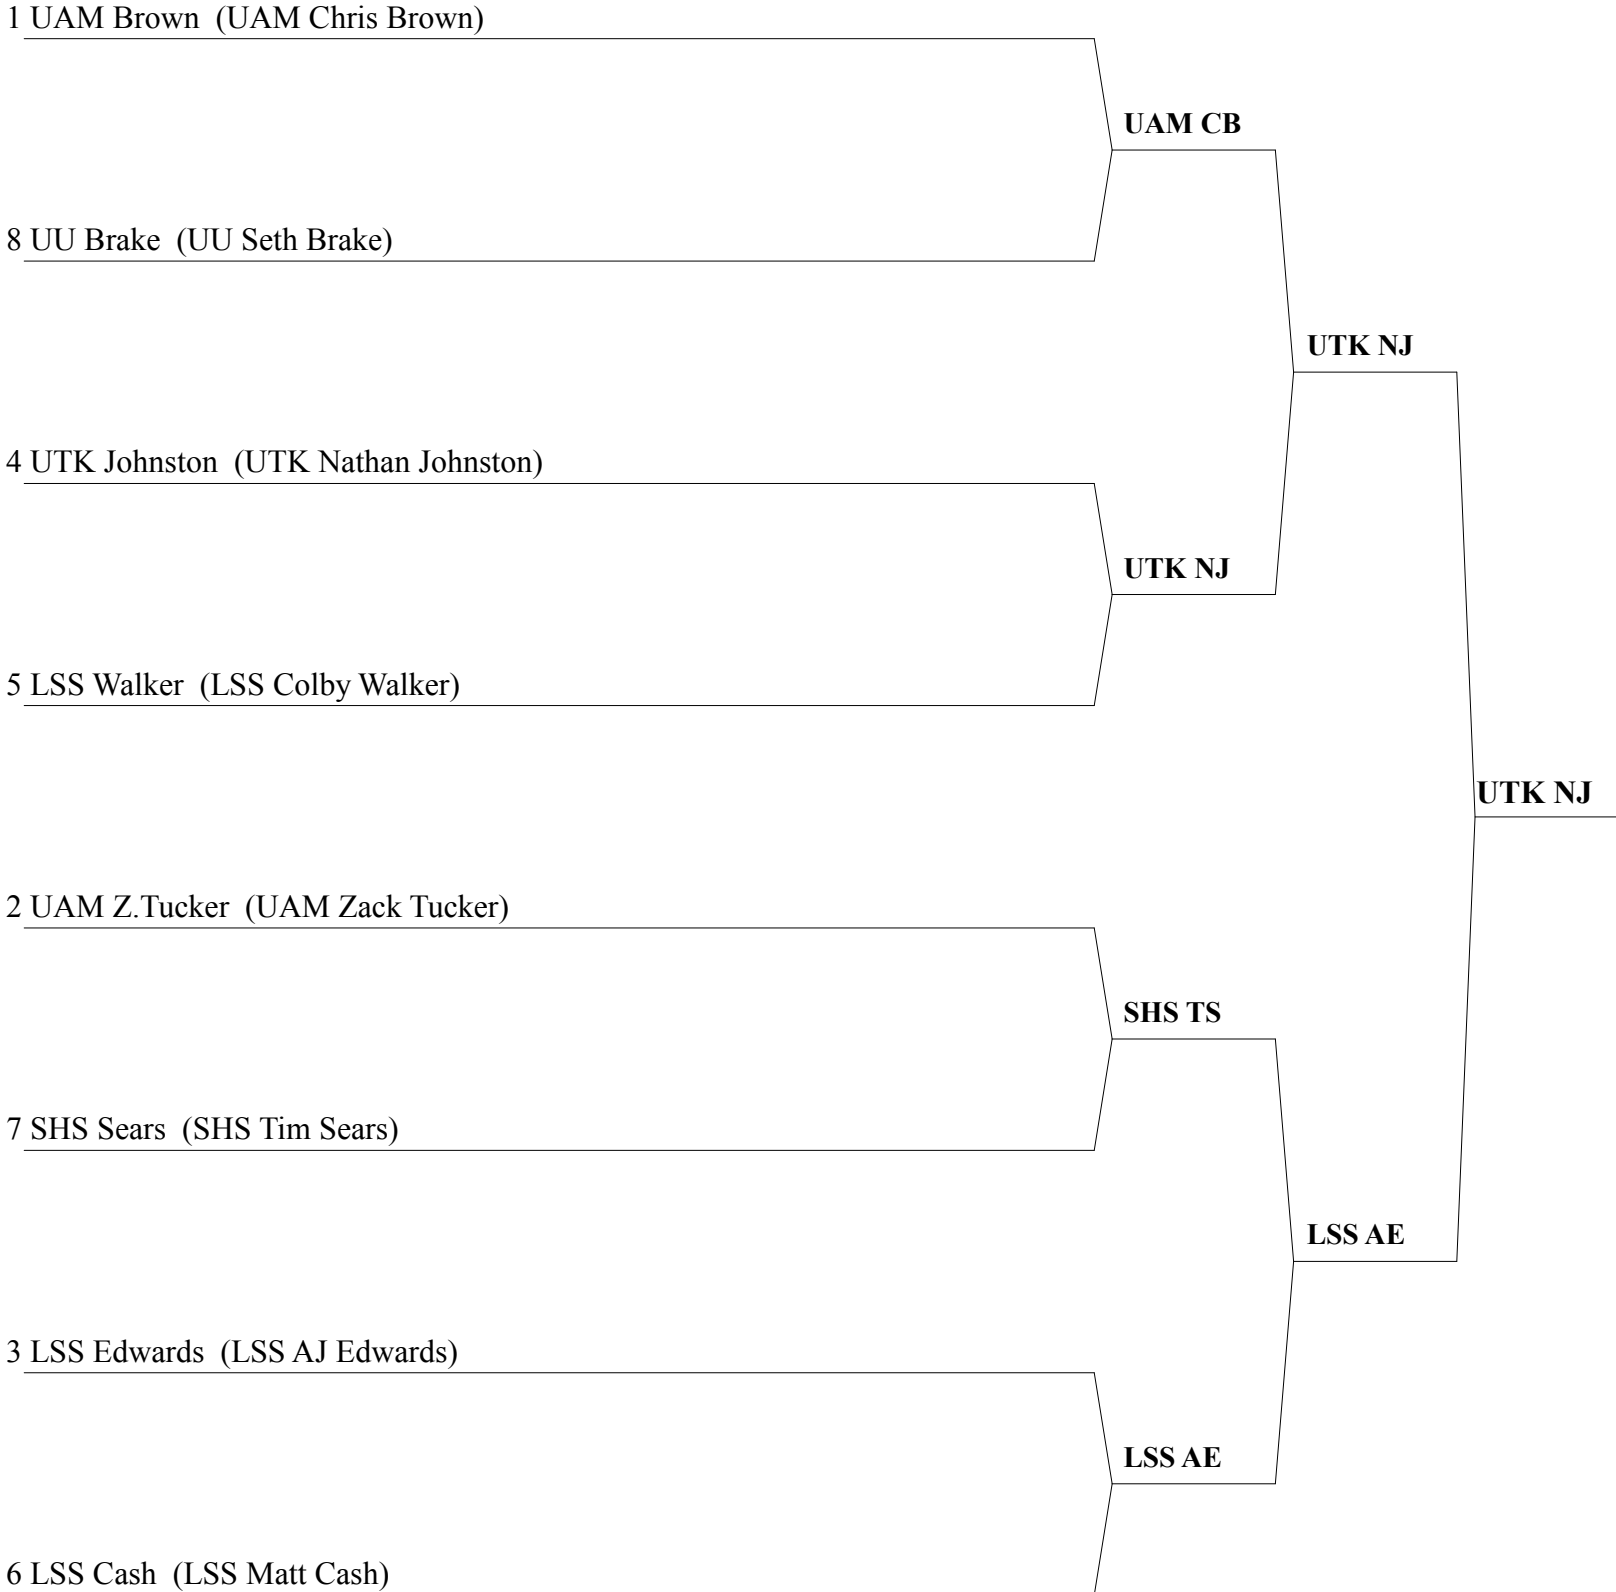 1 UAM Brown  (UAM Chris Brown)
UAM CB
8 UU Brake  (UU Seth Brake)
UTK NJ
4 UTK Johnston  (UTK Nathan Johnston)
UTK NJ
5 LSS Walker  (LSS Colby Walker)
UTK NJ
2 UAM Z.Tucker  (UAM Zack Tucker)
SHS TS
7 SHS Sears  (SHS Tim Sears)
LSS AE
3 LSS Edwards  (LSS AJ Edwards)
LSS AE
6 LSS Cash  (LSS Matt Cash)